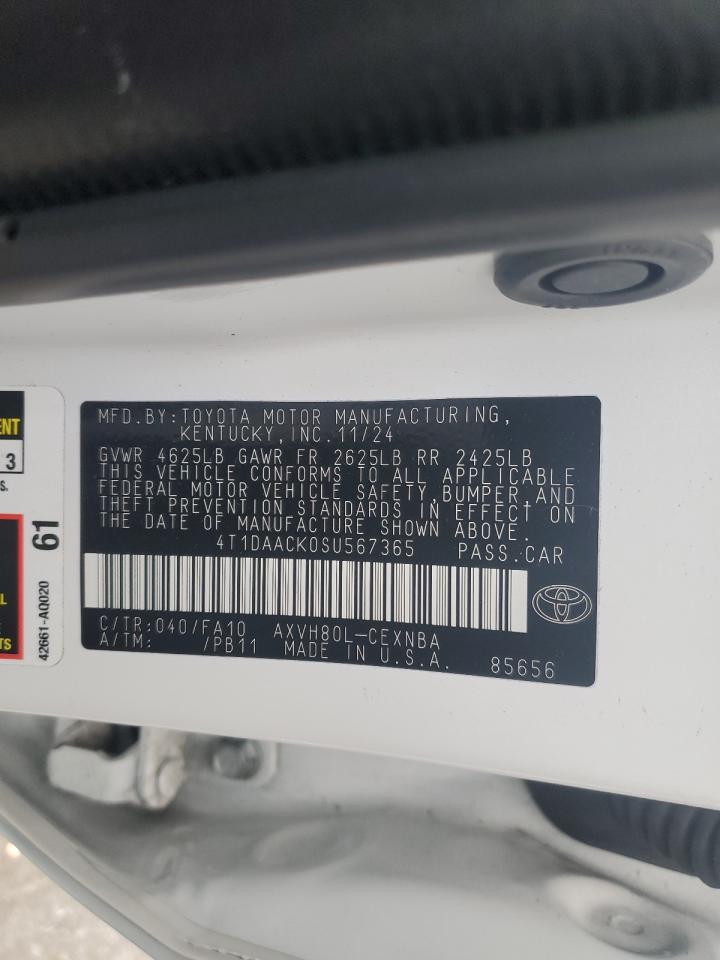 MFD.BY:TOYOTA MOTOR MANUFACTURING,
KENTUCKY,INC.11/24
GVWR 4625LB GAWR FR 2625LB RR 2425LB
THIS VEHICLE CONFORMS TO ALL APPLICABLE
FEDERAL MOTOR VEHICLE SAFETY,BUMPER,AND
THEFT PREVENTION STANDARDS IN EFFECT ON
THE DATE OF MANUFACTURE SHOWN ABOVE.
4T1DAACK0SU567365 PASS.CAR
C/TR:040/FA10 AXVH80L-CEXNBA
A/TM: /PB11 MADE IN U.S.A. 85656
3
S.
61
42661-AQ020